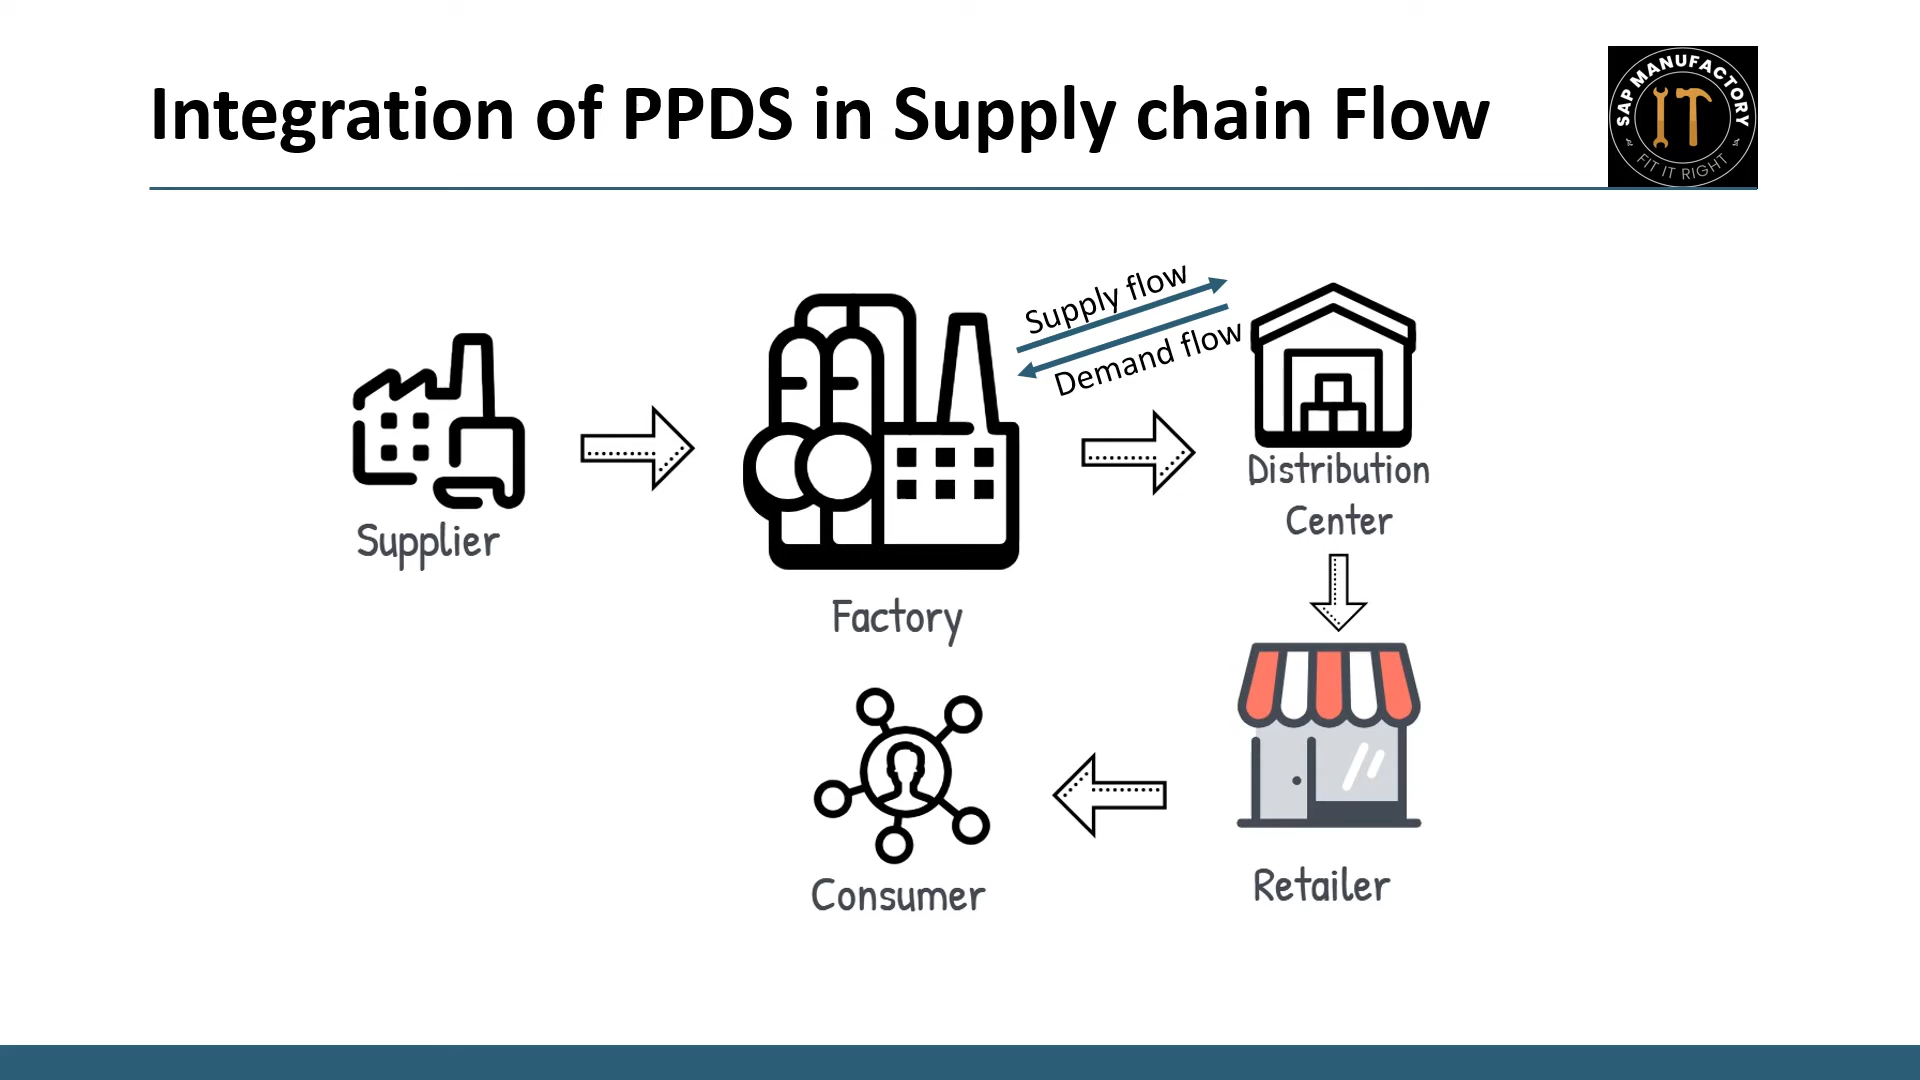 Integration of PPDS in Supply chain Flow
SAP MANUFACTORY
IT
FIT IT RIGHT
Supply flow
Demand flow
Supplier
Factory
Distribution
Center
Consumer
Retailer